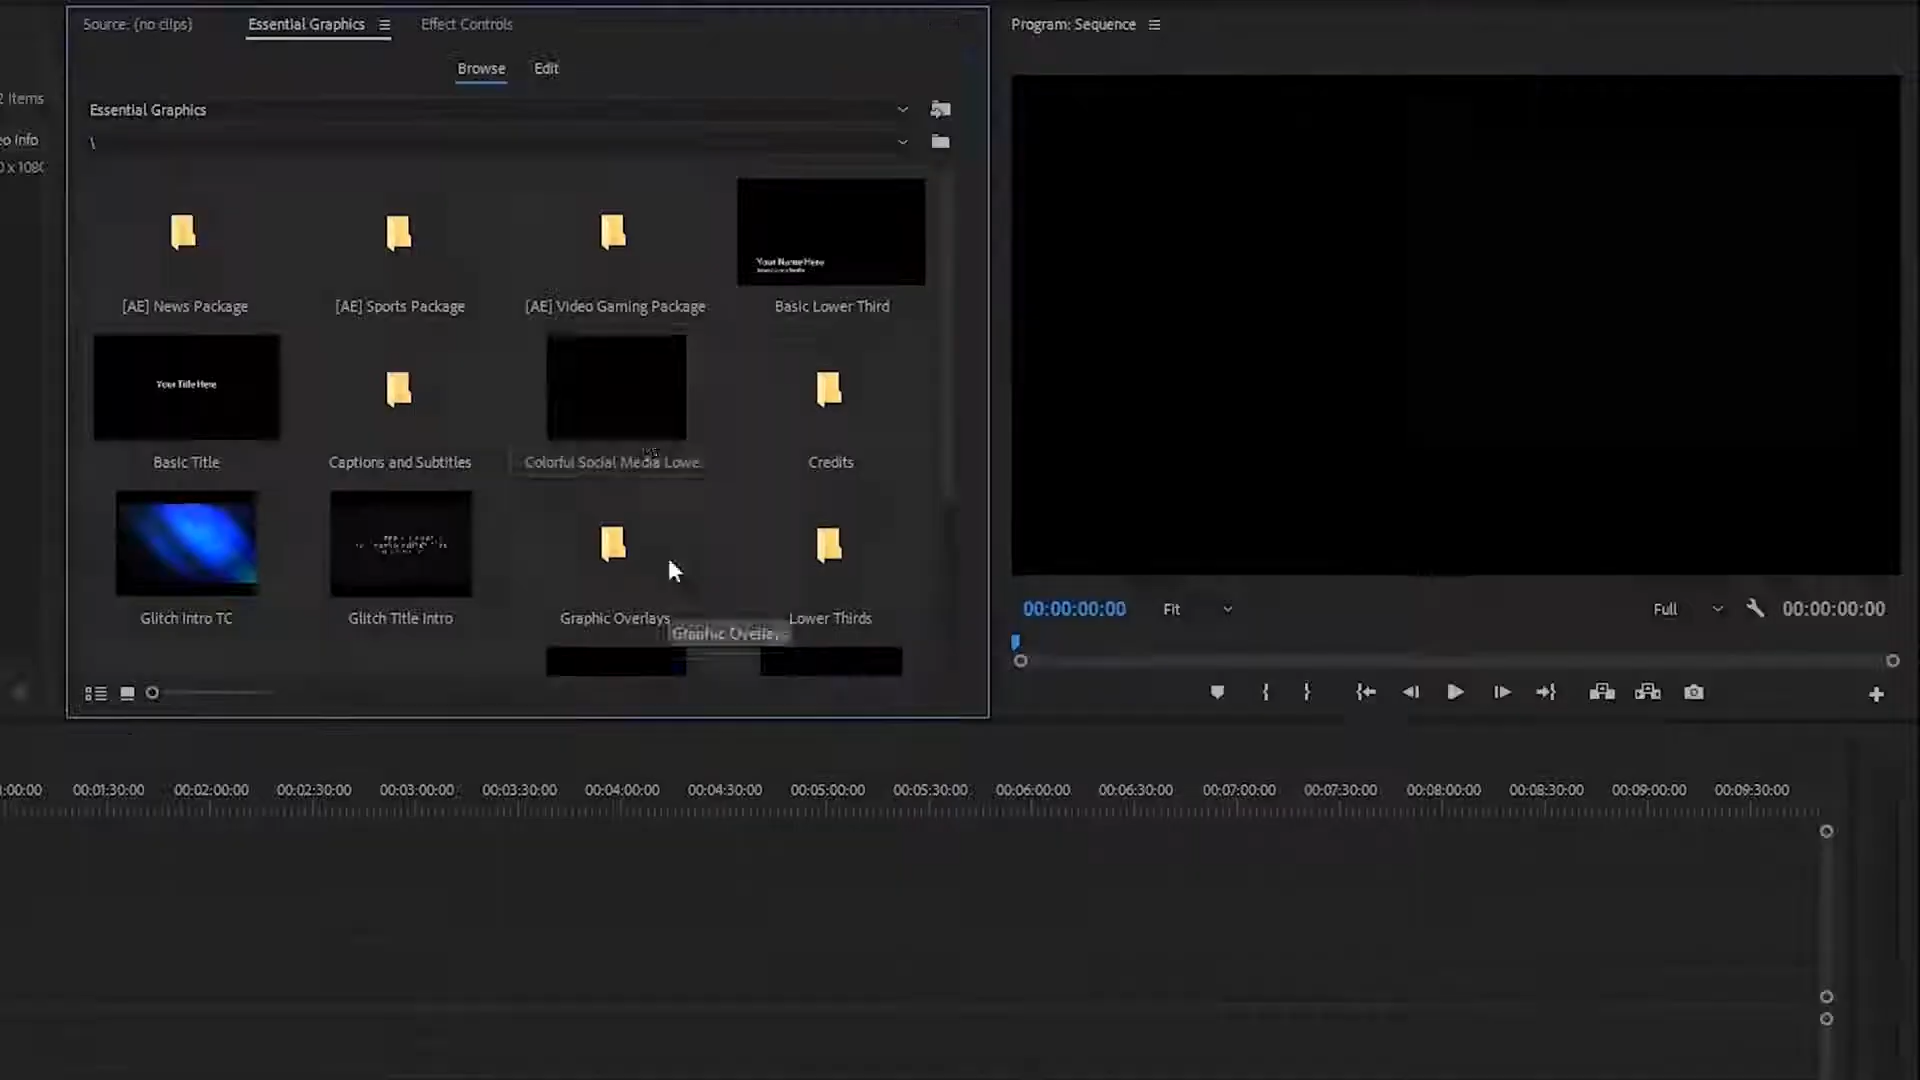 Source: (no clips)
Essential Graphics
Effect Controls
Program: Sequence
Browse
Edit
2 Items
Essential Graphics
eo Info
\
0 x 108
Your Name Here
[AE] News Package
[AE] Sports Package
[AE] Video Gaming Package
Basic Lower Third
Your Title Here
Basic Title
Captions and Subtitles
Colorful Social Media Lowe
Credits
Glitch Intro TC
Glitch Title Intro
Graphic Overlays
Lower Thirds
Graphic Overlay
00:00:00:00
Fit
Full
00:00:00:00
:00:00
00:01:30:00
00:02:00:00
00:02:30:00
00:03:00:00
00:03:30:00
00:04:00:00
00:04:30:00
00:05:00:00
00:05:30:00
00:06:00:00
00:06:30:00
00:07:00:00
00:07:30:00
00:08:00:00
00:08:30:00
00:09:00:00
00:09:30:00